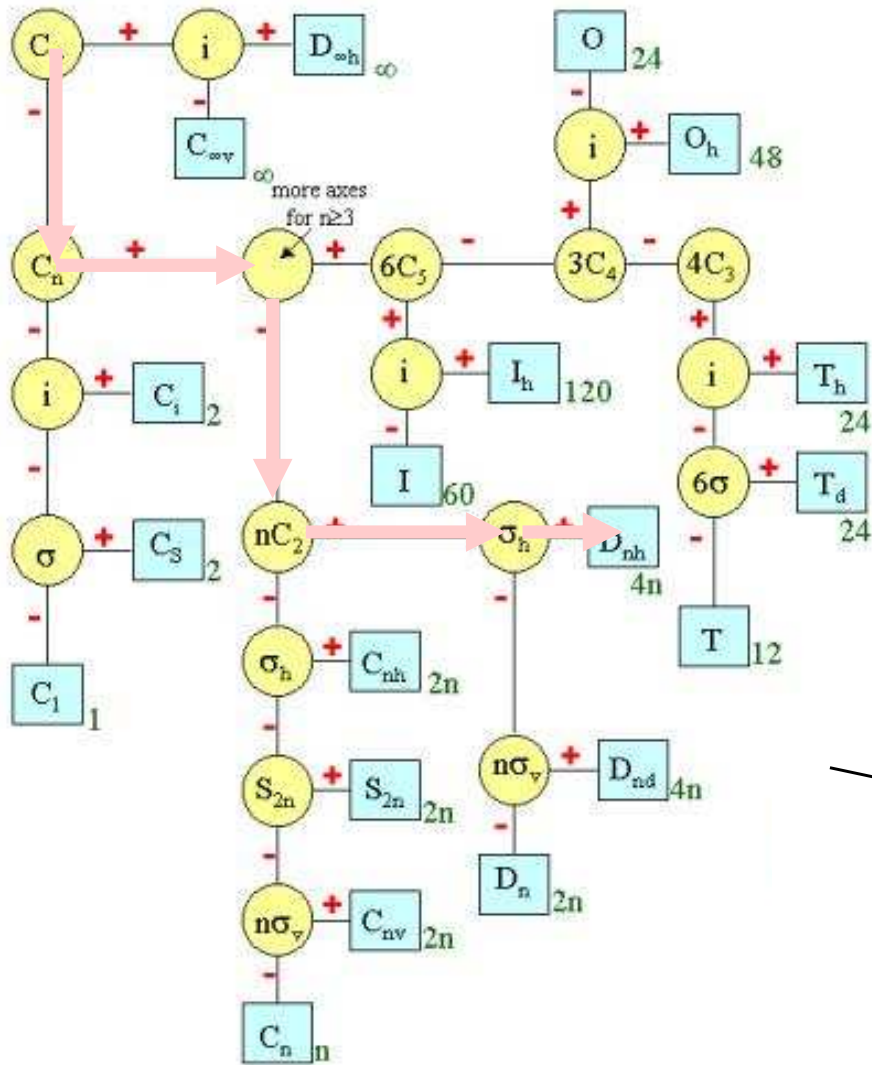 C + i + D∞h ∞
-
-
C∞v ∞
O 24
-
i + Oh 48
+
more axes
for n≥3
Cn + + 6C5 - 3C4 - 4C3
-
i + Ci 2
-
σ + CS 2
-
C1 1
+
i + Ih 120
-
I 60
+
i + Th 24
-
6σ + Td 24
-
T 12
-
nC2 + σh + Dnh 4n
-
σh + Cnh 2n
-
S2n + S2n 2n
-
nσv + Cnv 2n
-
Cn n
-
nσv + Dnd 4n
-
Dn 2n